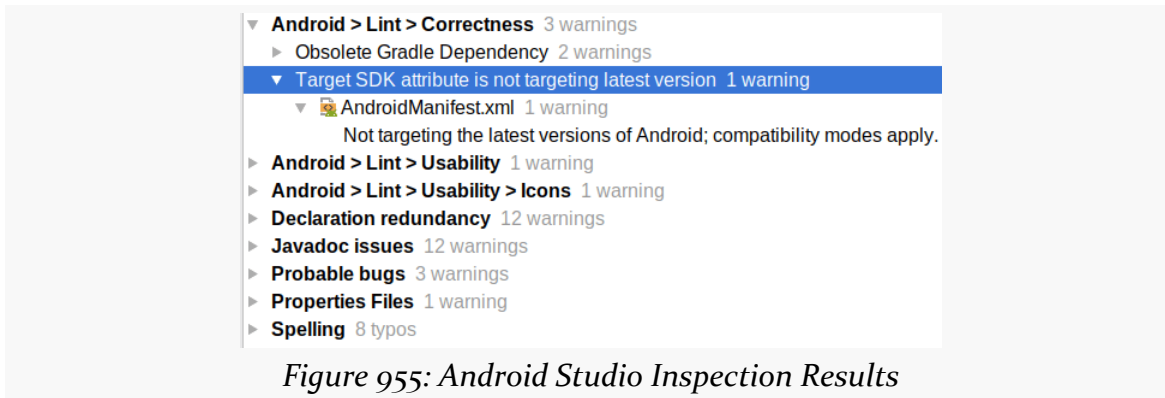 Android > Lint > Correctness 3 warnings
Obsolete Gradle Dependency 2 warnings
Target SDK attribute is not targeting latest version 1 warning
AndroidManifest.xml 1 warning
Not targeting the latest versions of Android; compatibility modes apply.
Android > Lint > Usability 1 warning
Android > Lint > Usability > Icons 1 warning
Declaration redundancy 12 warnings
Javadoc issues 12 warnings
Probable bugs 3 warnings
Properties Files 1 warning
Spelling 8 typos
Figure 955: Android Studio Inspection Results